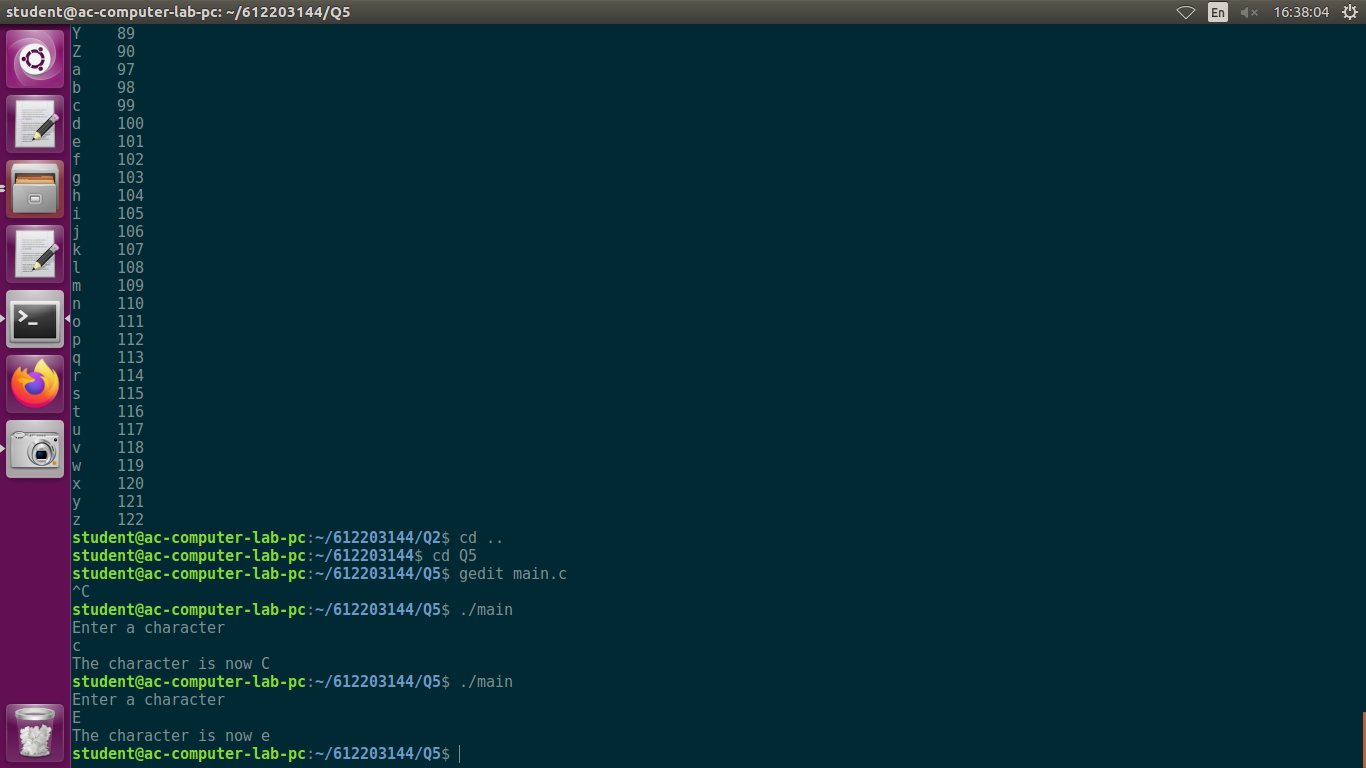 student@ac-computer-lab-pc: ~/612203144/Q5 En 16:38:04
Y    89
Z    90
a    97
b    98
c    99
d    100
e    101
f    102
g    103
h    104
i    105
j    106
k    107
l    108
m    109
n    110
o    111
p    112
q    113
r    114
s    115
t    116
u    117
v    118
w    119
x    120
y    121
z    122
student@ac-computer-lab-pc:~/612203144/Q2$ cd ..
student@ac-computer-lab-pc:~/612203144$ cd Q5
student@ac-computer-lab-pc:~/612203144/Q5$ gedit main.c
^C
student@ac-computer-lab-pc:~/612203144/Q5$ ./main
Enter a character
c
The character is now C
student@ac-computer-lab-pc:~/612203144/Q5$ ./main
Enter a character
E
The character is now e
student@ac-computer-lab-pc:~/612203144/Q5$